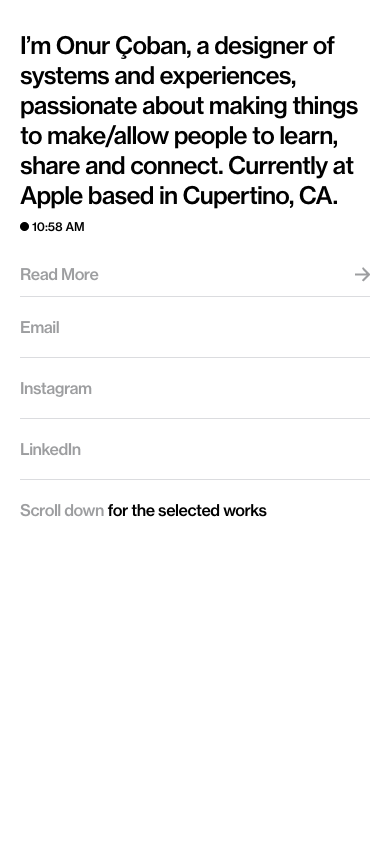 I’m Onur Çoban, a designer of
systems and experiences,
passionate about making things
to make/allow people to learn,
share and connect. Currently at
Apple based in Cupertino, CA.
10:58 AM
Read More
Email
Instagram
LinkedIn
Scroll down for the selected works